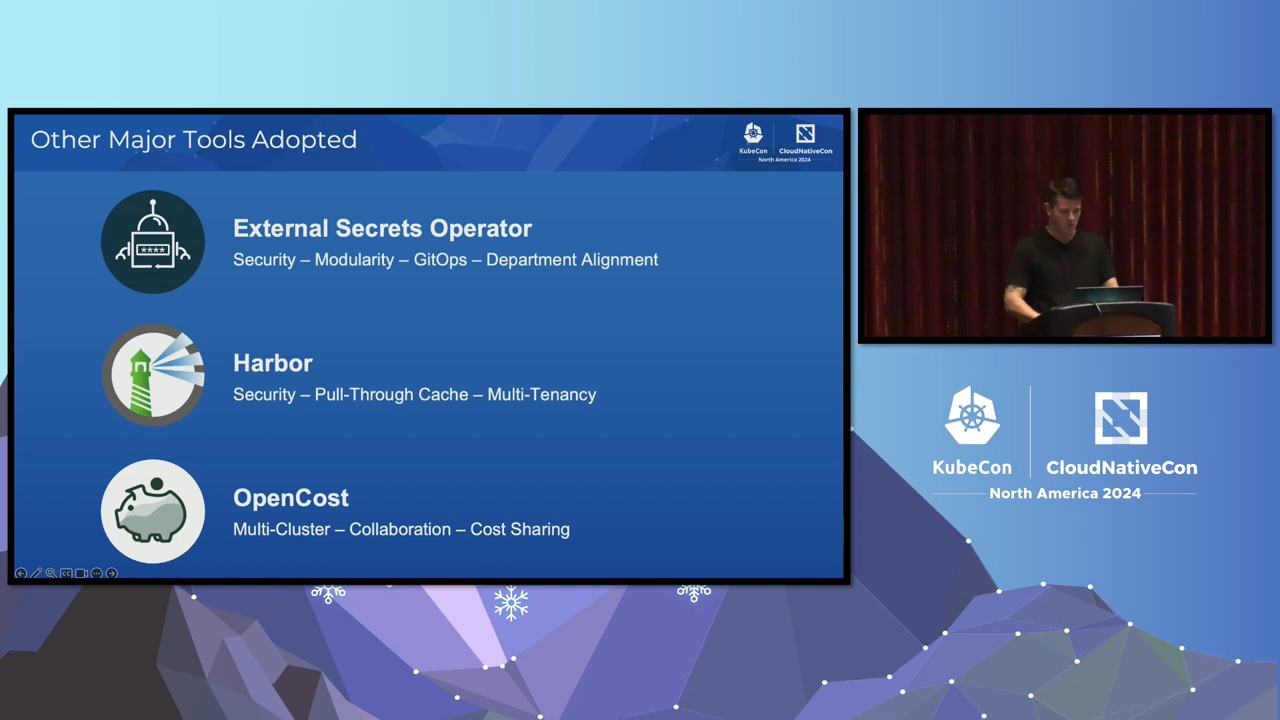 Other Major Tools Adopted
KubeCon
CloudNativeCon
North America 2024
External Secrets Operator
Security – Modularity – GitOps – Department Alignment
****
Harbor
Security – Pull-Through Cache – Multi-Tenancy
OpenCost
Multi-Cluster – Collaboration – Cost Sharing
CC
KubeCon
CloudNativeCon
North America 2024